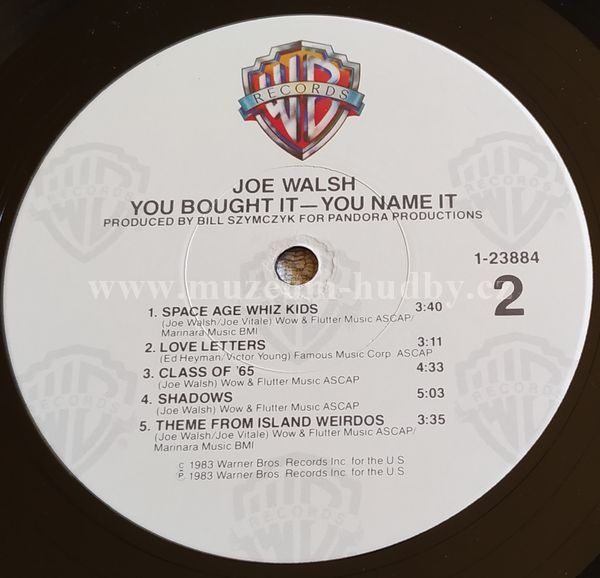 WB
RECORDS
JOE WALSH
YOU BOUGHT IT—YOU NAME IT
PRODUCED BY BILL SZYMCZYK FOR PANDORA PRODUCTIONS
1-23884
2
www.muzeum-hudby.cz
1. SPACE AGE WHIZ KIDS 3:40
(Joe Walsh/Joe Vitale) Wow & Flutter Music ASCAP/
Marinara Music BMI
2. LOVE LETTERS 3:11
(Ed Heyman/Victor Young) Famous Music Corp. ASCAP
3. CLASS OF '65 4:33
(Joe Walsh) Wow & Flutter Music ASCAP
4. SHADOWS 5:03
(Joe Walsh) Wow & Flutter Music ASCAP
5. THEME FROM ISLAND WEIRDOS 3:35
(Joe Walsh/Joe Vitale) Wow & Flutter Music ASCAP/
Marinara Music BMI
© 1983 Warner Bros. Records Inc. for the U.S.
℗ 1983 Warner Bros. Records Inc. for the U.S.